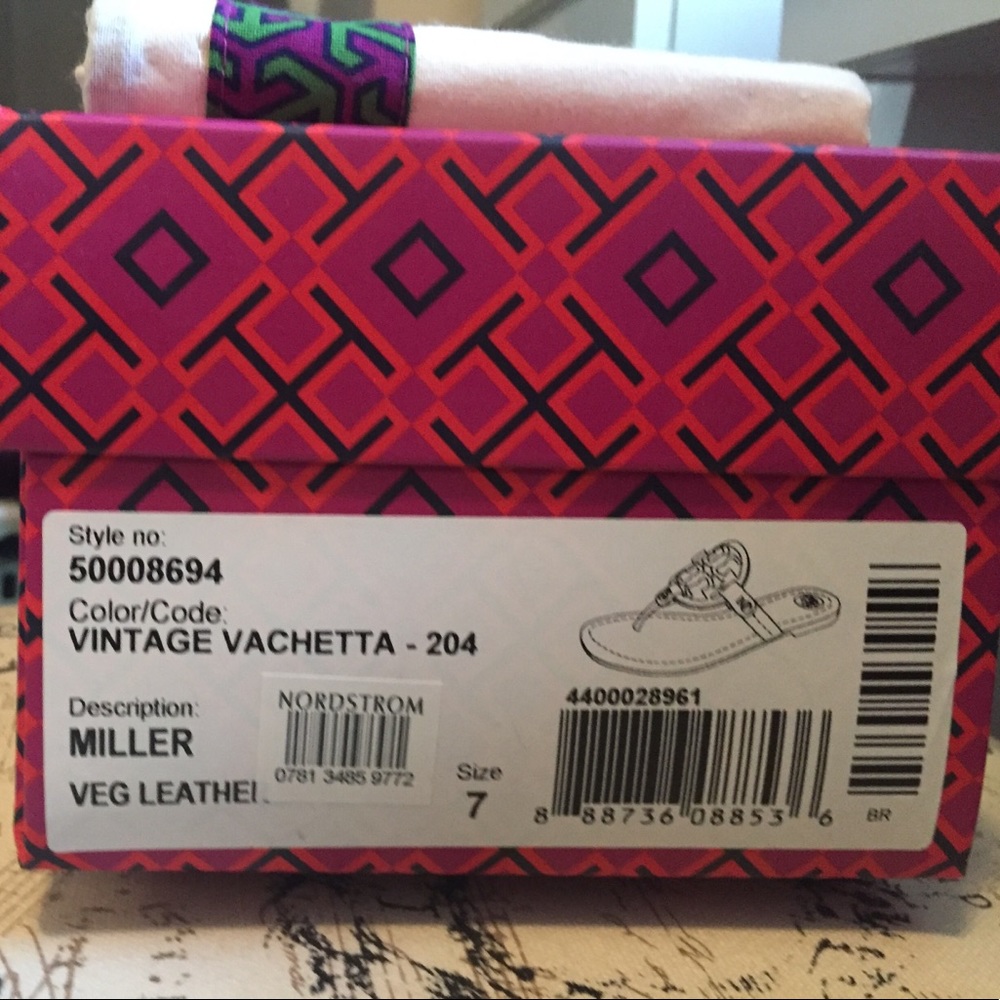 Style no:
50008694
Color/Code:
VINTAGE VACHETTA - 204
Description:
MILLER
VEG LEATHER
NORDSTROM
0781 3485 9772
Size
7
4400028961
8 88736 08853 6
BR